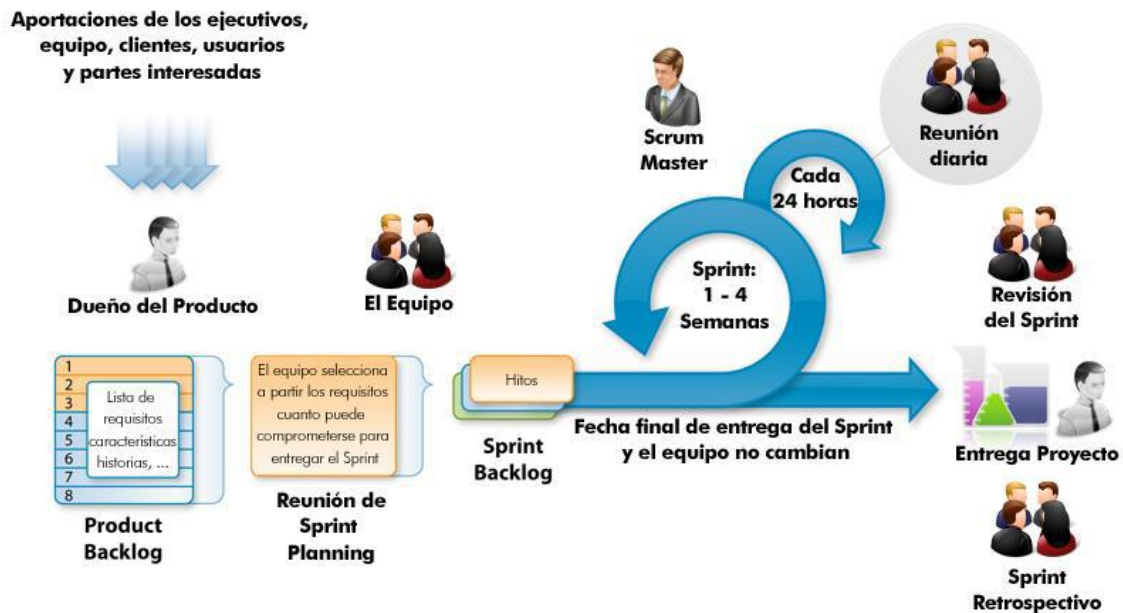 Aportaciones de los ejecutivos,
equipo, clientes, usuarios
y partes interesadas
Dueño del Producto
El Equipo
Scrum
Master
Reunión
diaria
Cada
24 horas
Sprint:
1 - 4
Semanas
Revisión
del Sprint
1
2
3
4
5
6
7
8
Lista de
requisitos
características
historias, ...
Product
Backlog
El equipo selecciona
a partir los requisitos
cuanto puede
comprometerse para
entregar el Sprint
Reunión de
Sprint
Planning
Hitos
Sprint
Backlog
Fecha final de entrega del Sprint
y el equipo no cambian
Entrega Proyecto
Sprint
Retrospectivo